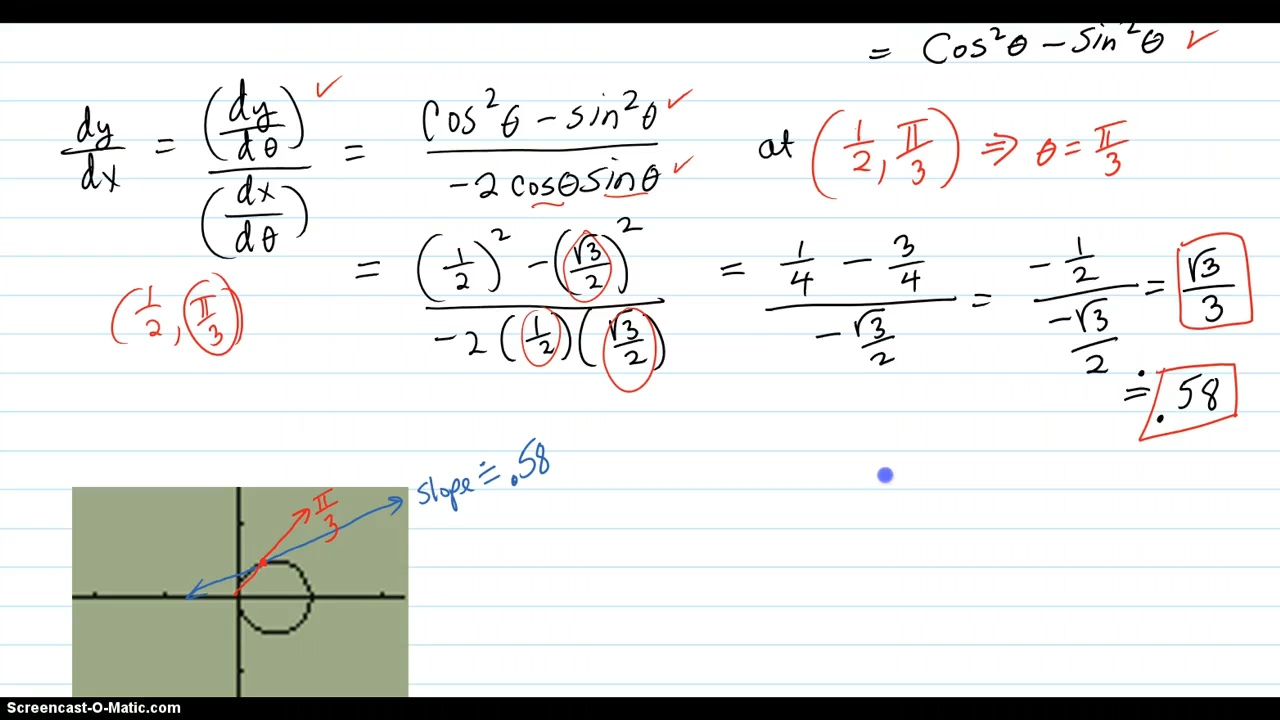 = Cos²θ – Sin²θ ✓
dy/dx = (dy/dθ) ✓ / (dx/dθ) = Cos²θ – sin²θ ✓ / –2 cosθ sinθ ✓ at (1/2, π/3) ⇒ θ = π/3
(1/2, π/3)
= (1/2)² – (√3/2)² / –2 (1/2)(√3/2) = 1/4 – 3/4 / –√3/2 = –1/2 / –√3/2 = √3/3
≐ .58
slope ≐ .58
π/3
Screencast-O-Matic.com